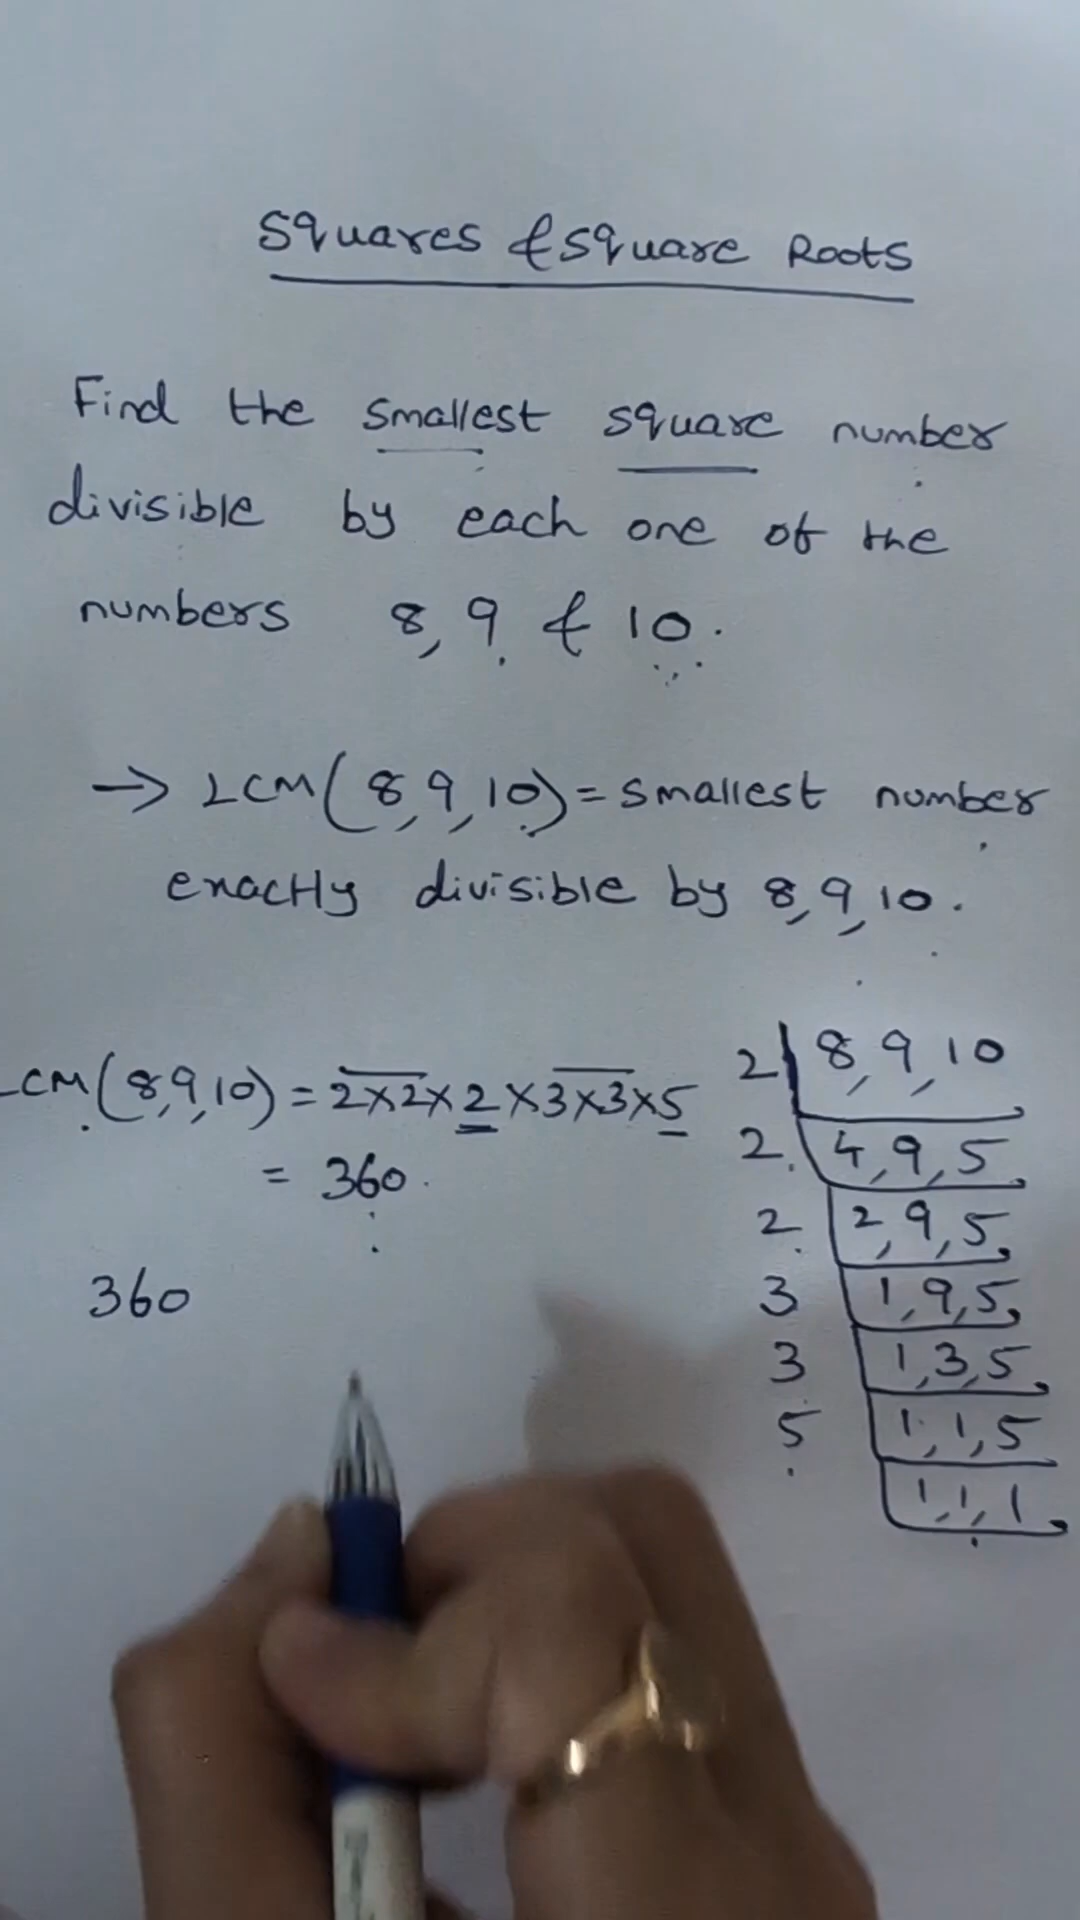 Squares & Square Roots
Find the smallest square number
divisible by each one of the
numbers 8, 9 & 10.
→ LCM(8,9,10) = smallest number
exactly divisible by 8,9,10.
LCM(8,9,10) = 2×2×2×3×3×5
= 360.
360
2 8,9,10
2 4,9,5
2 2,9,5
3 1,9,5
3 1,3,5
5 1,1,5
1,1,1